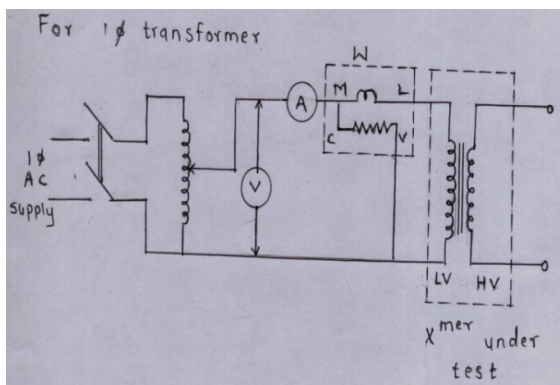 For 1ϕ transformer
W
M L
A
C V
1ϕ
AC
supply
V
LV HV
Xmer under
test